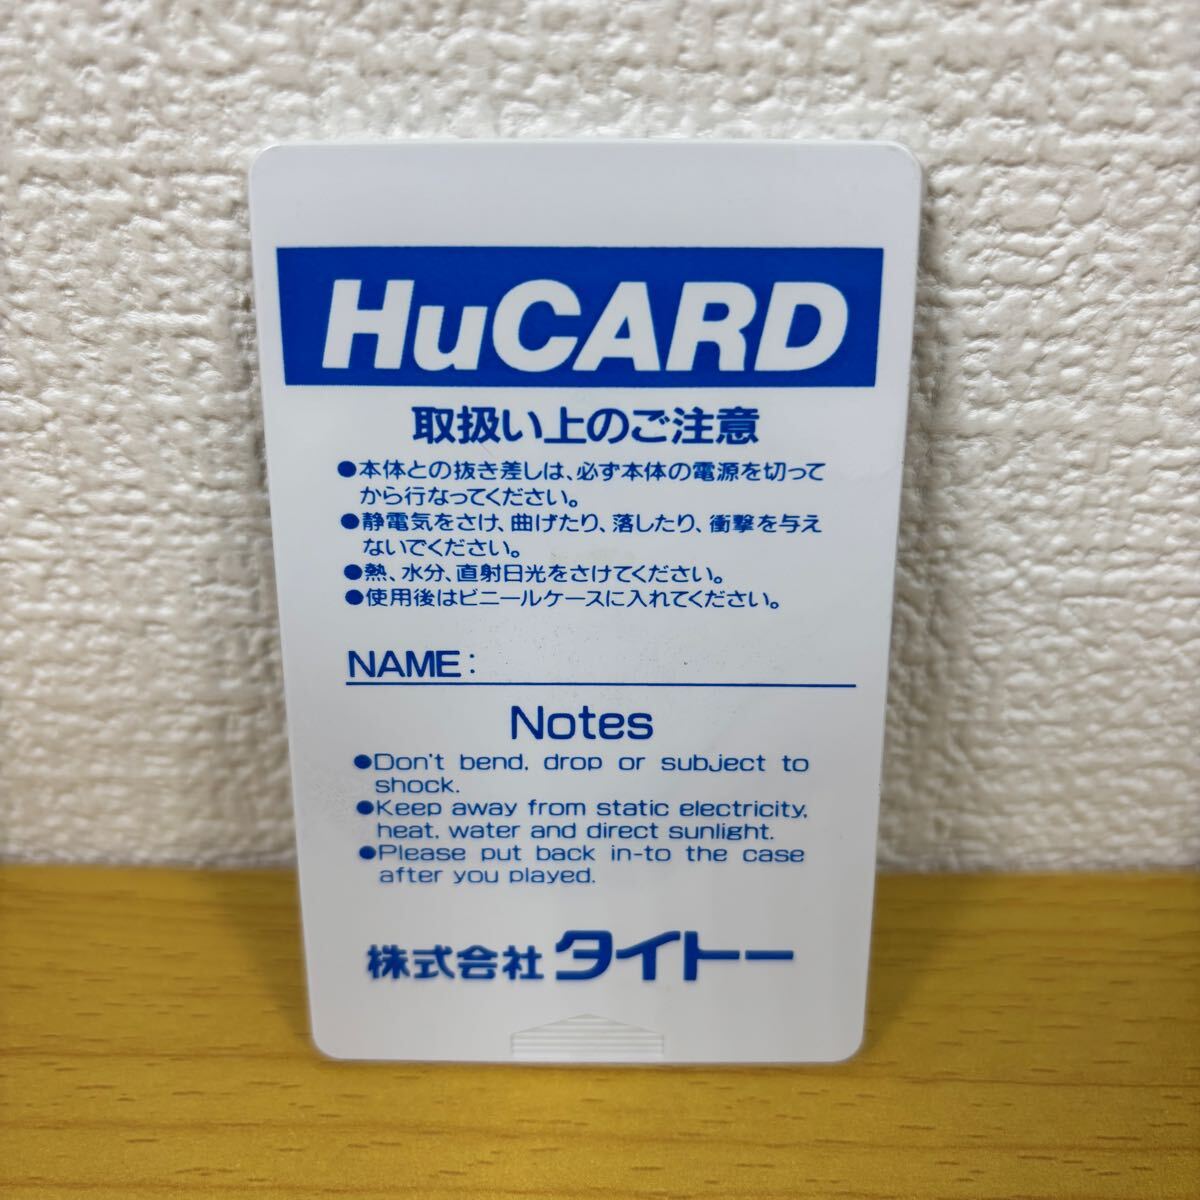 HuCARD
取扱い上のご注意
●本体との抜き差しは、必ず本体の電源を切って
から行なってください。
●静電気をさけ、曲げたり、落したり、衝撃を与え
ないでください。
●熱、水分、直射日光をさけてください。
●使用後はビニールケースに入れてください。
NAME:
Notes
●Don't bend, drop or subject to
shock.
●Keep away from static electricity,
heat, water and direct sunlight.
●Please put back in-to the case
after you played.
株式会社タイトー